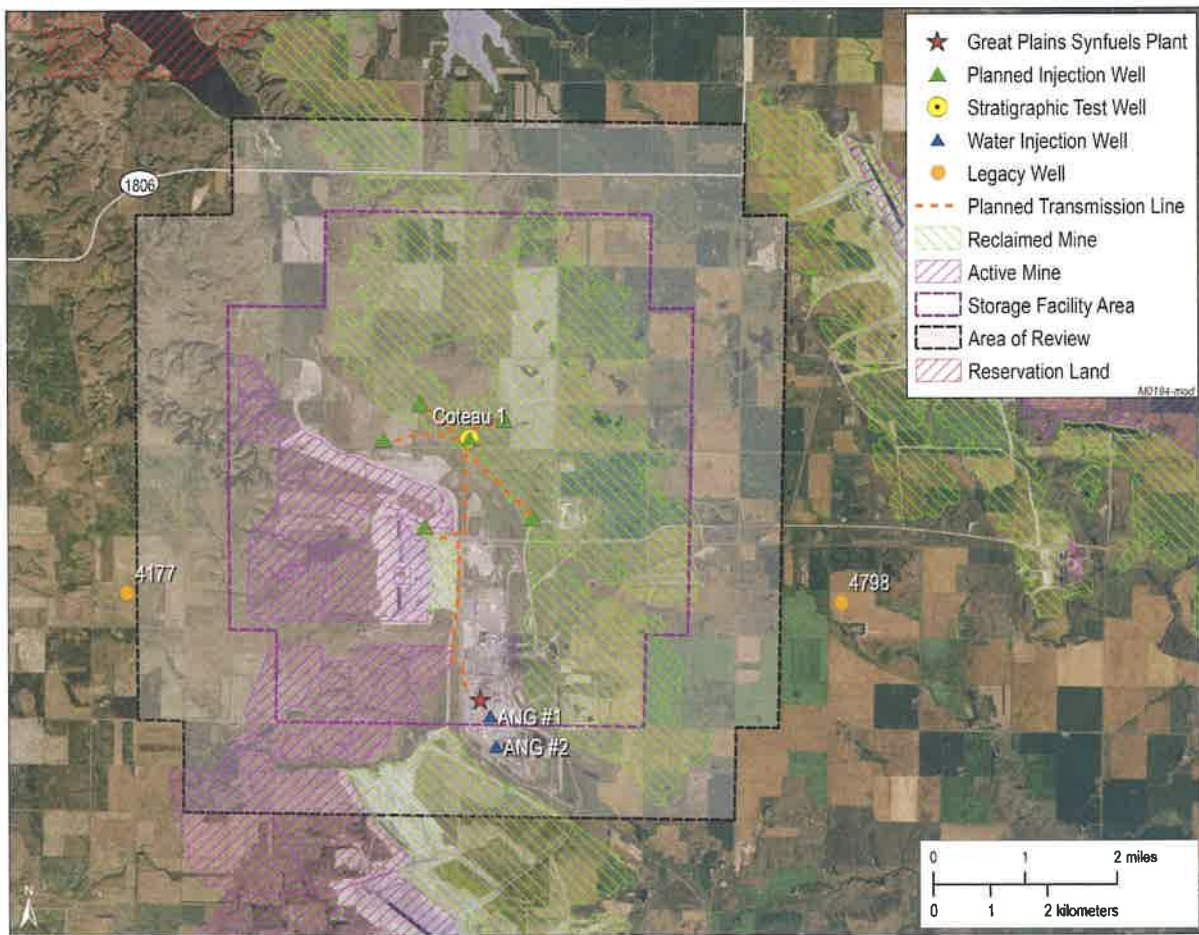 Great Plains Synfuels Plant
Planned Injection Well
Stratigraphic Test Well
Water Injection Well
Legacy Well
Planned Transmission Line
Reclaimed Mine
Active Mine
Storage Facility Area
Area of Review
Reservation Land
M0194-mod
1806
Coteau 1
4177
4798
ANG #1
ANG #2
N
0 1 2 miles
0 1 2 kilometers